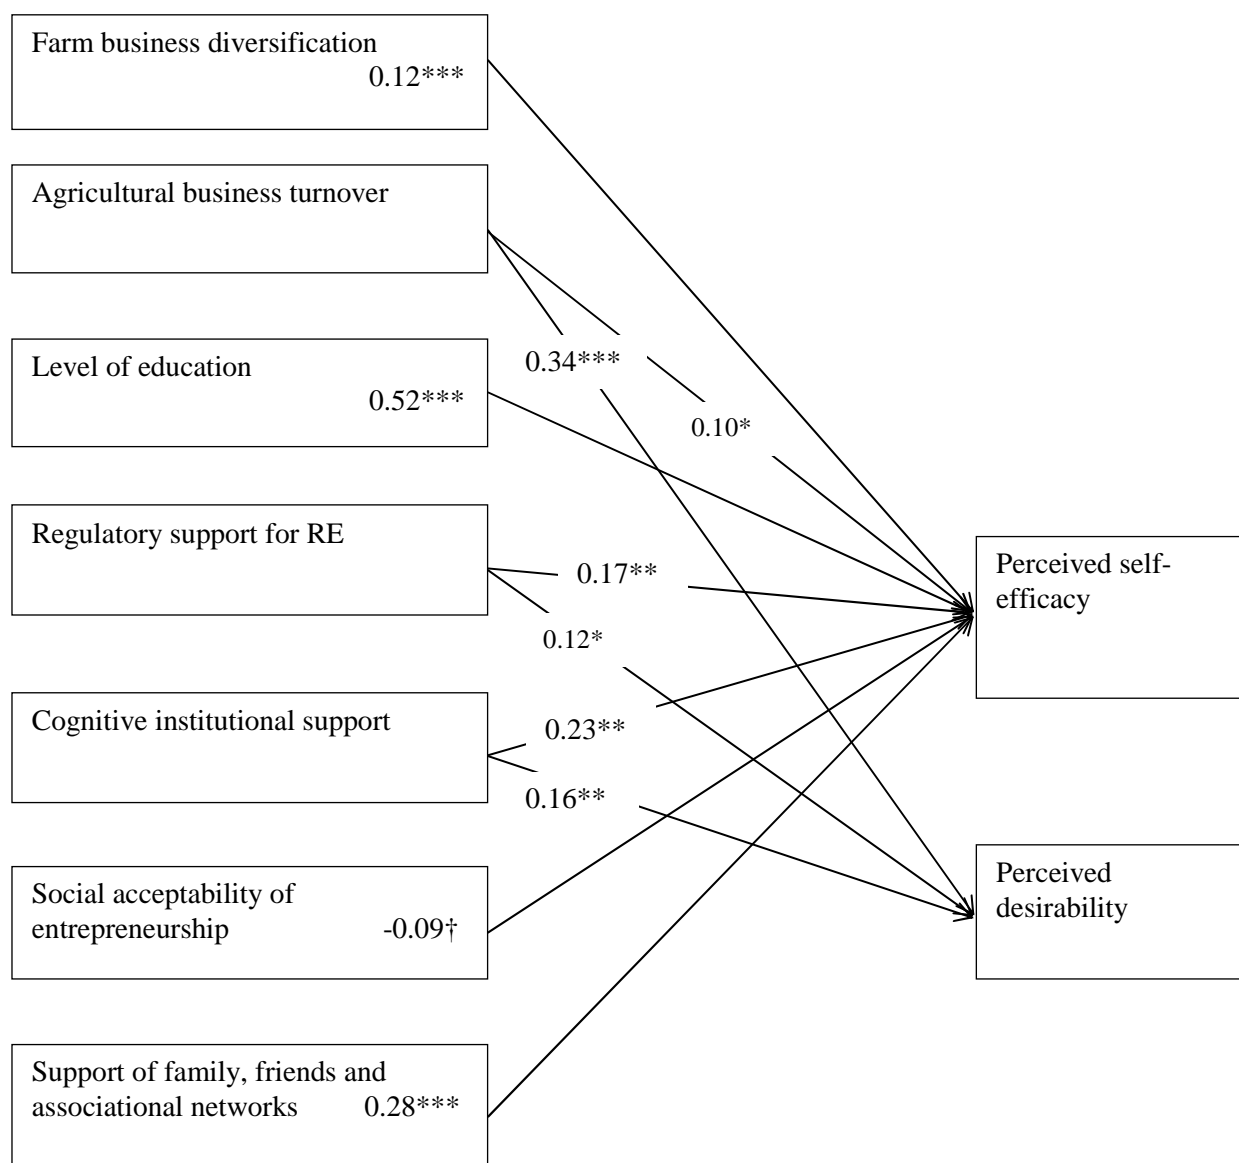 Farm business diversification
0.12***
Agricultural business turnover
Level of education
0.52***
0.34***
0.10*
Regulatory support for RE
0.17**
0.12*
Perceived self-
efficacy
Cognitive institutional support
0.23**
0.16**
Social acceptability of
entrepreneurship -0.09†
Perceived
desirability
Support of family, friends and
associational networks 0.28***